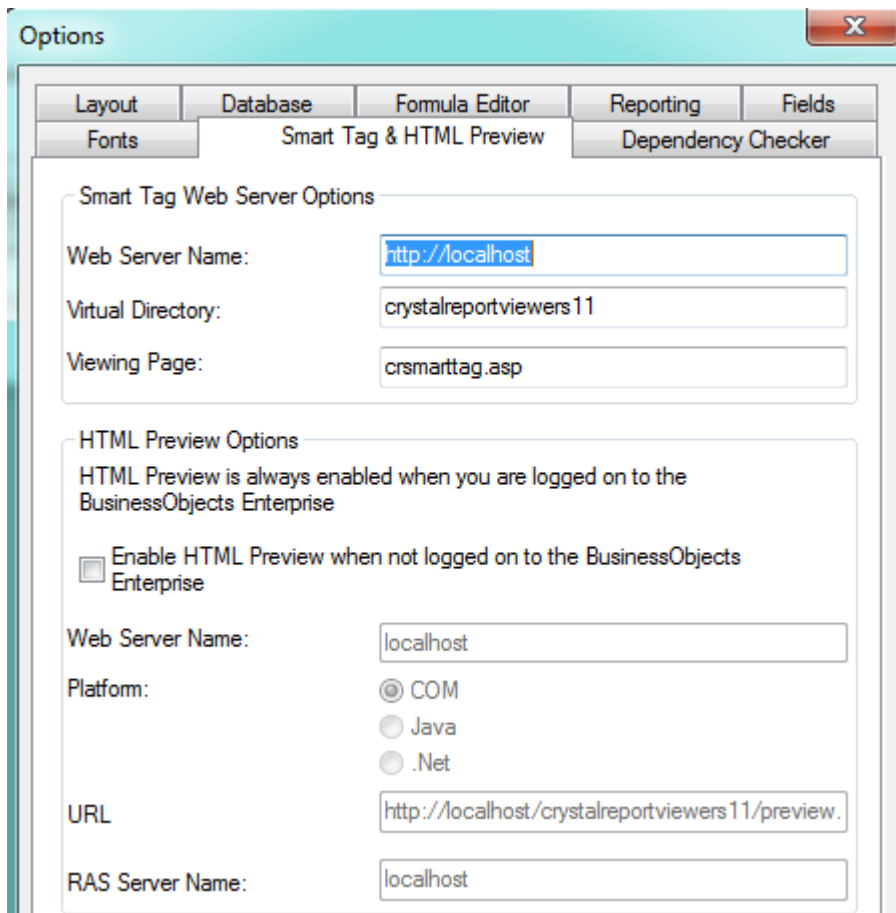 Options
Layout Database Formula Editor Reporting Fields
Fonts Smart Tag & HTML Preview Dependency Checker
Smart Tag Web Server Options
Web Server Name: http://localhost
Virtual Directory: crystalreportviewers11
Viewing Page: crsmarttag.asp
HTML Preview Options
HTML Preview is always enabled when you are logged on to the
BusinessObjects Enterprise
Enable HTML Preview when not logged on to the BusinessObjects
Enterprise
Web Server Name: localhost
Platform: COM
Java
.Net
URL http://localhost/crystalreportviewers11/preview.
RAS Server Name: localhost